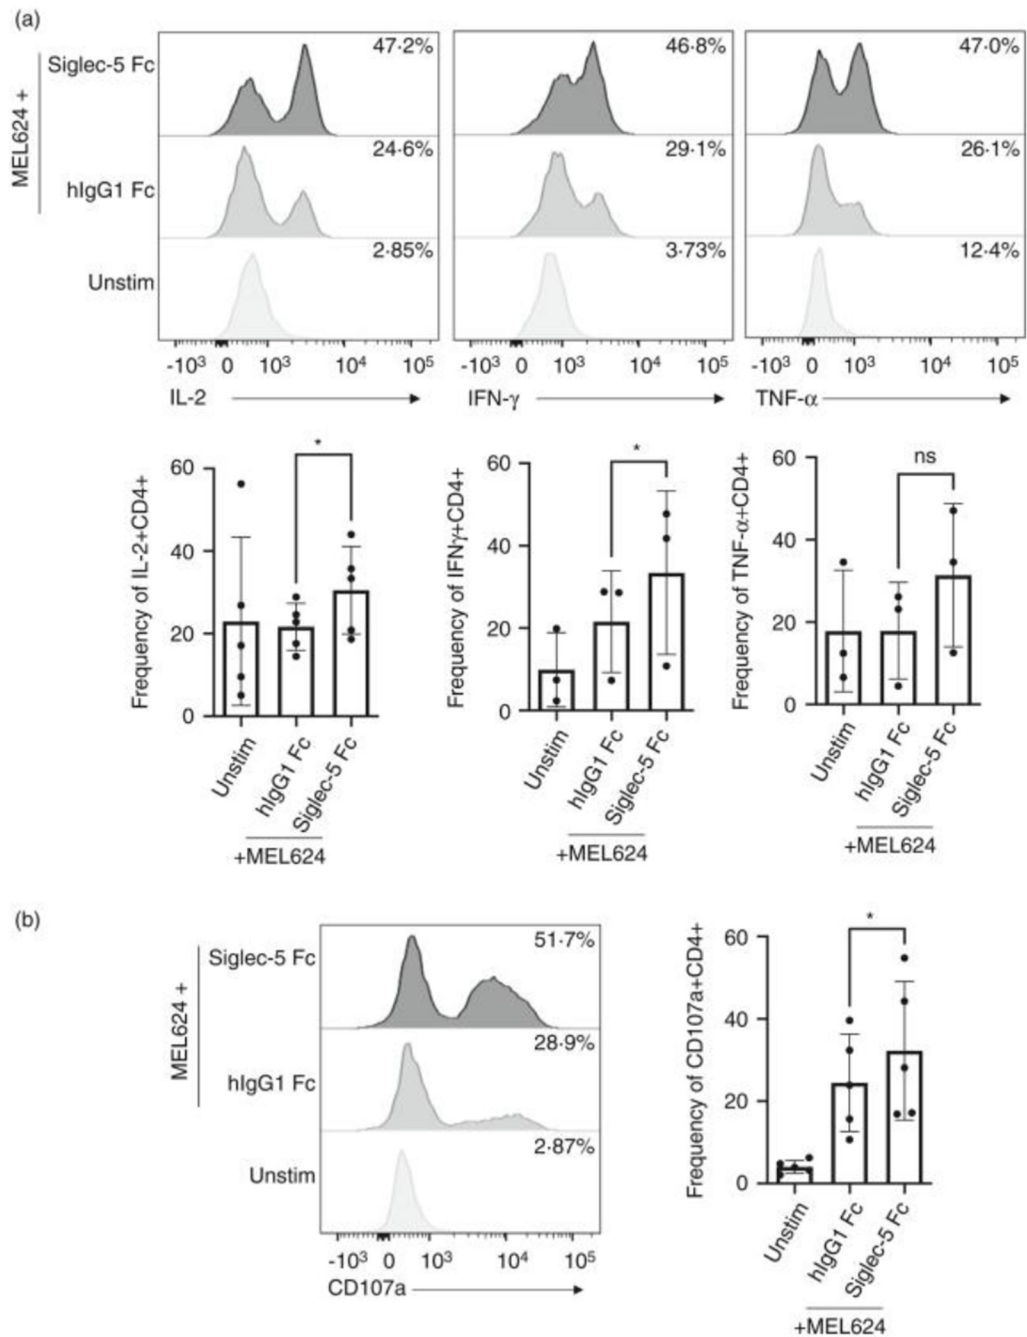 (a)
MEL624 +
Siglec-5 Fc
hIgG1 Fc
Unstim
47·2%
24·6%
2·85%
46·8%
29·1%
3·73%
47·0%
26·1%
12·4%
-10³ 0 10³ 10⁴ 10⁵
-10³ 0 10³ 10⁴ 10⁵
-10³ 0 10³ 10⁴ 10⁵
IL-2
IFN-γ
TNF-α
Frequency of IL-2+CD4+
60
40
20
0
*
Unstim
hIgG1 Fc
Siglec-5 Fc
+MEL624
Frequency of IFNγ+CD4+
60
40
20
0
*
Unstim
hIgG1 Fc
Siglec-5 Fc
+MEL624
Frequency of TNF-α+CD4+
60
40
20
0
ns
Unstim
hIgG1 Fc
Siglec-5 Fc
+MEL624
(b)
MEL624 +
Siglec-5 Fc
hIgG1 Fc
Unstim
51·7%
28·9%
2·87%
-10³ 0 10³ 10⁴ 10⁵
CD107a
Frequency of CD107a+CD4+
60
40
20
0
*
Unstim
hIgG1 Fc
Siglec-5 Fc
+MEL624